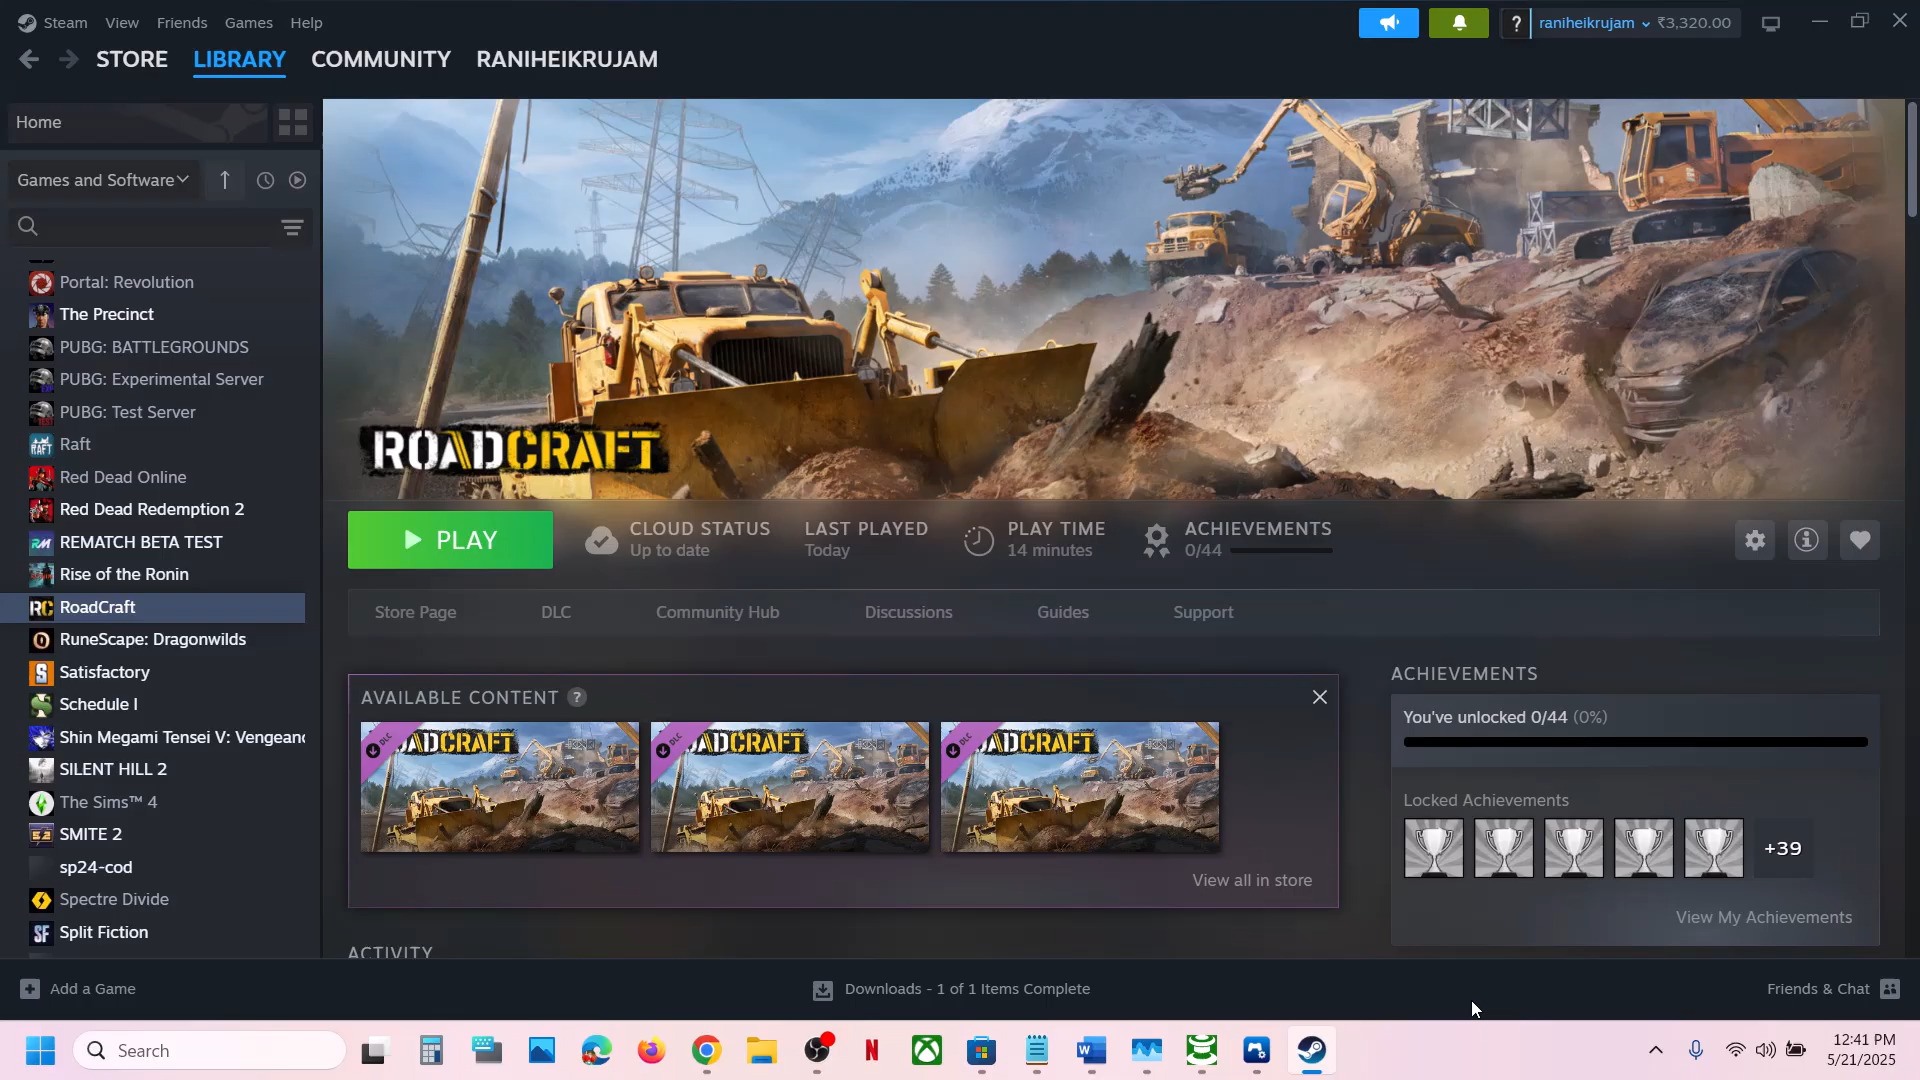 Steam View Friends Games Help
? raniheikrujam ₹3,320.00
STORE LIBRARY COMMUNITY RANIHEIKRUJAM
Home
Games and Software
Portal: Revolution
The Precinct
PUBG: BATTLEGROUNDS
PUBG: Experimental Server
PUBG: Test Server
Raft
Red Dead Online
Red Dead Redemption 2
REMATCH BETA TEST
Rise of the Ronin
RoadCraft
RuneScape: Dragonwilds
Satisfactory
Schedule I
Shin Megami Tensei V: Vengeanc
SILENT HILL 2
The Sims™ 4
SMITE 2
sp24-cod
Spectre Divide
Split Fiction
ROADCRAFT
PLAY
CLOUD STATUS
Up to date
LAST PLAYED
Today
PLAY TIME
14 minutes
ACHIEVEMENTS
0/44
Store Page DLC Community Hub Discussions Guides Support
AVAILABLE CONTENT ?
DLC ROADCRAFT
DLC ROADCRAFT
DLC ROADCRAFT
View all in store
ACTIVITY
ACHIEVEMENTS
You've unlocked 0/44 (0%)
Locked Achievements
+39
View My Achievements
Add a Game
Downloads - 1 of 1 Items Complete
Friends & Chat
Search
12:41 PM
5/21/2025